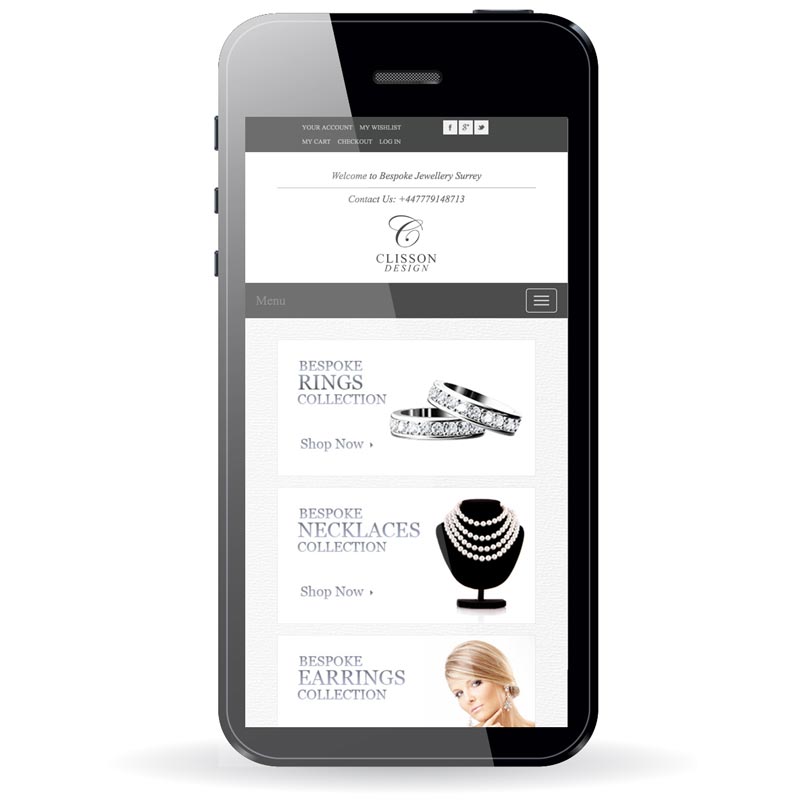 YOUR ACCOUNT MY WISHLIST
MY CART CHECKOUT LOG IN
f g+
Welcome to Bespoke Jewellery Surrey
Contact Us: +447779148713
C
CLISSON
DESIGN
Menu
BESPOKE
RINGS
COLLECTION
Shop Now
BESPOKE
NECKLACES
COLLECTION
Shop Now
BESPOKE
EARRINGS
COLLECTION